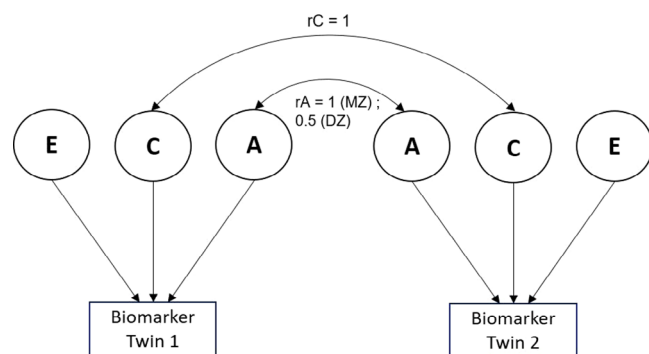 rC = 1
rA = 1 (MZ) ;
0.5 (DZ)
E
C
A
A
C
E
Biomarker
Twin 1
Biomarker
Twin 2